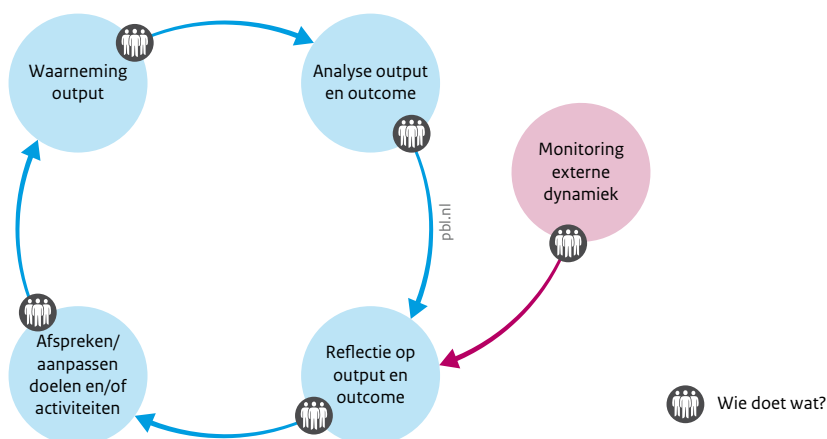 Waarneming
output
Analyse output
en outcome
Monitoring
externe
dynamiek
pbl.nl
Afspreken/
aanpassen
doelen en/of
activiteiten
Reflectie op
output en
outcome
Wie doet wat?